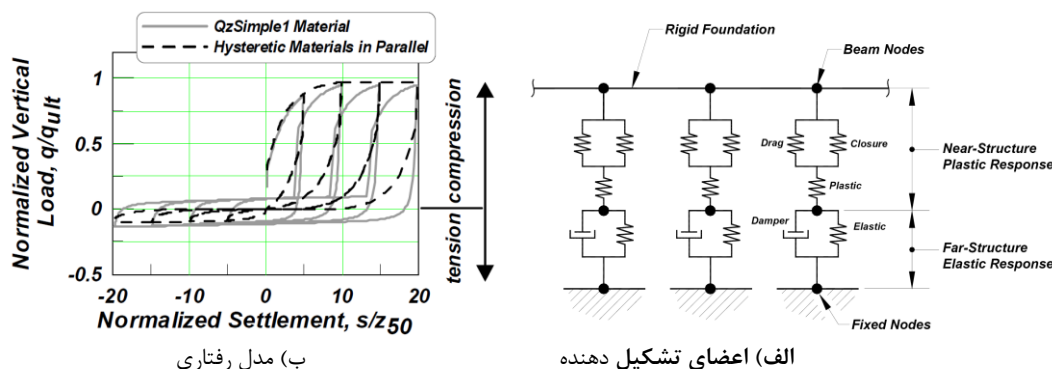 QzSimple1 Material
Hysteretic Materials in Parallel
Normalized Vertical
Load, q/qult
1
0.5
0
-0.5
-20
-10
0
10
20
Normalized Settlement, s/z50
tension compression
ب) مدل رفتاری
Rigid Foundation
Beam Nodes
Drag
Closure
Near-Structure
Plastic Response
Plastic
Damper
Elastic
Far-Structure
Elastic Response
Fixed Nodes
الف) اعضای تشکیل دهنده